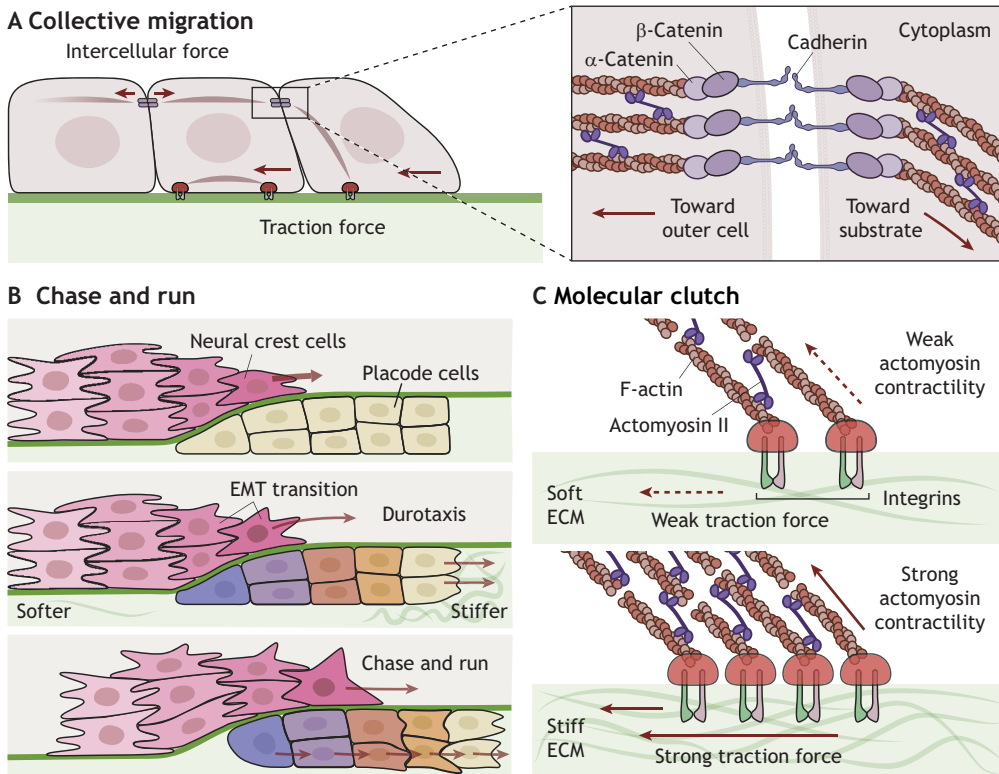 A Collective migration
Intercellular force
Traction force
β-Catenin
α-Catenin
Cadherin
Cytoplasm
Toward
outer cell
Toward
substrate
B Chase and run
Neural crest cells
Placode cells
EMT transition
Durotaxis
Softer
Stiffer
Chase and run
C Molecular clutch
F-actin
Actomyosin II
Weak
actomyosin
contractility
Soft
ECM
Weak traction force
Integrins
Strong
actomyosin
contractility
Stiff
ECM
Strong traction force